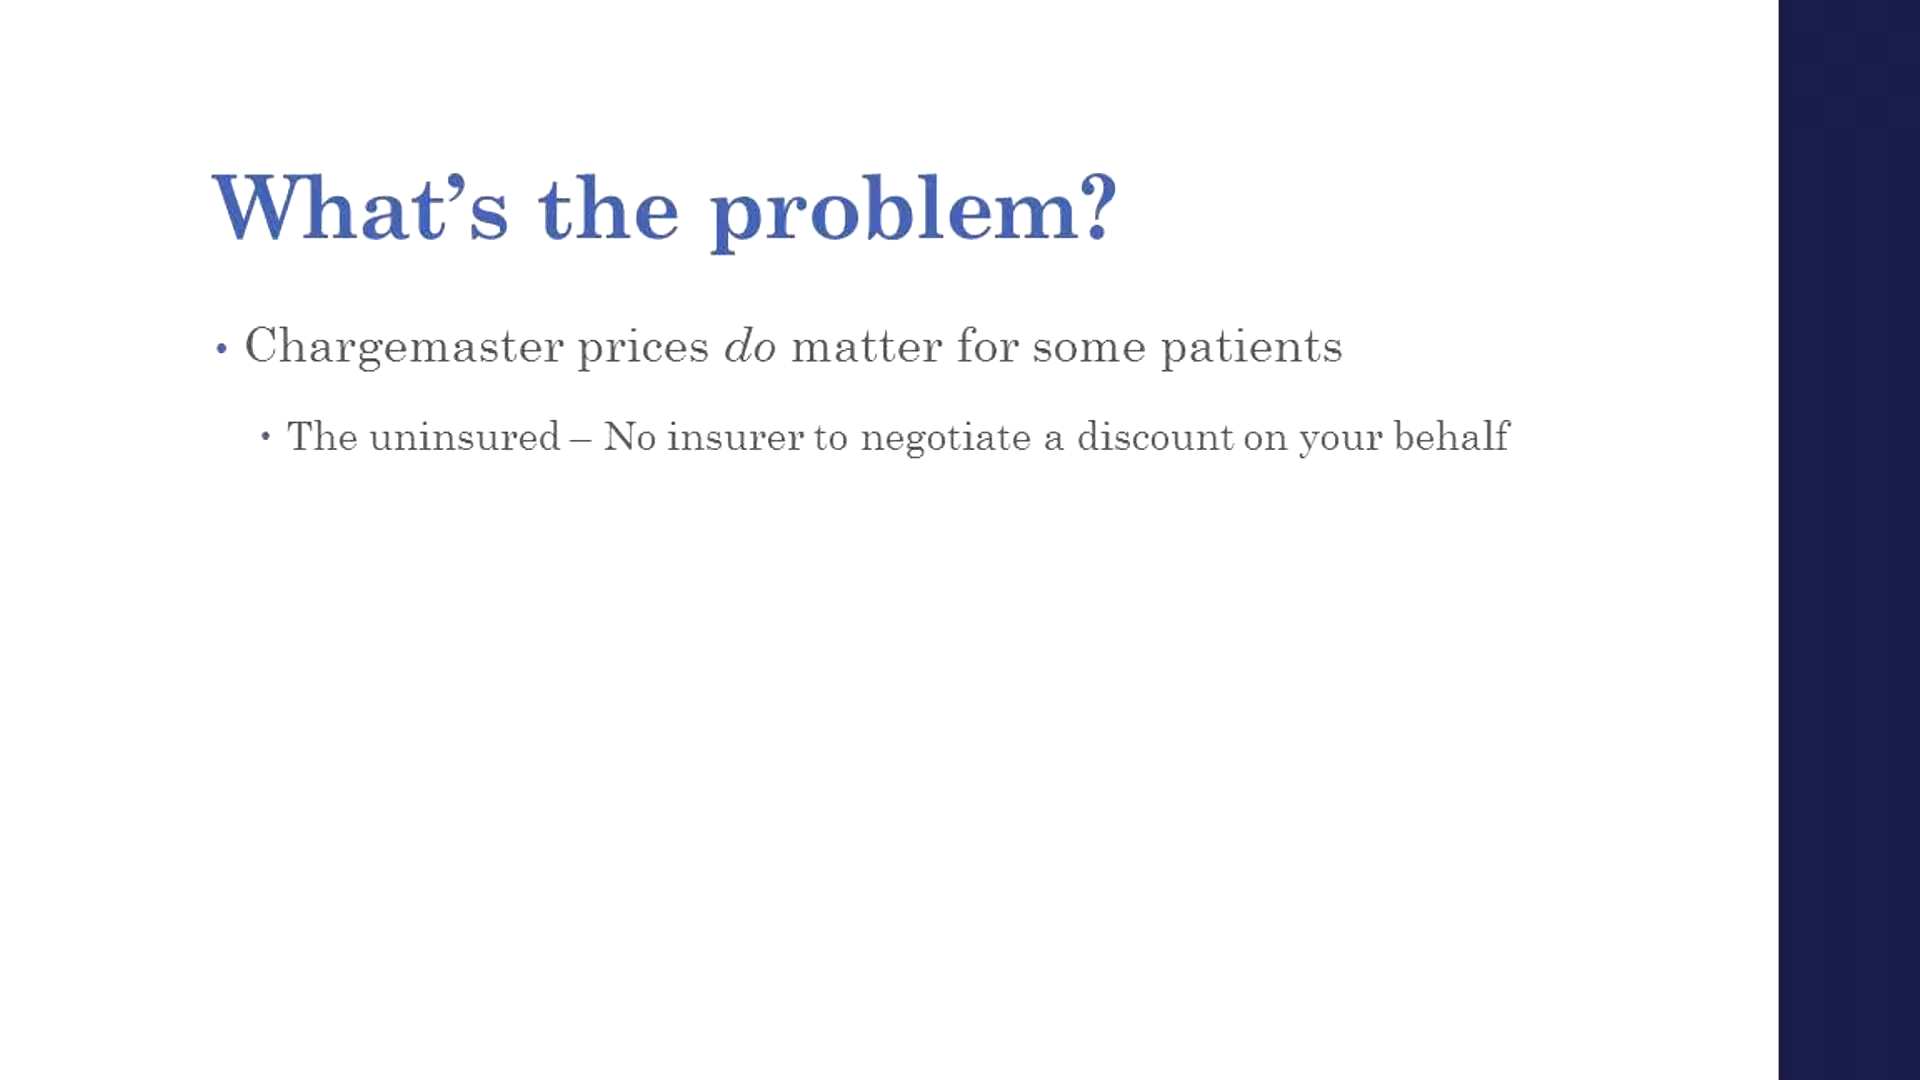 What’s the problem?
• Chargemaster prices do matter for some patients
• The uninsured – No insurer to negotiate a discount on your behalf